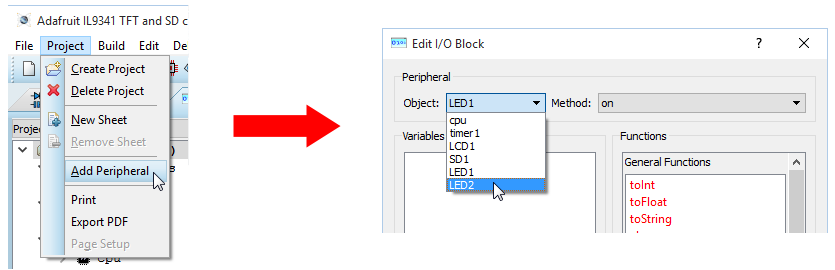 Adafruit IL9341 TFT and SD c
File Project Build Edit De
Create Project
Delete Project
New Sheet
Remove Sheet
Add Peripheral
Print
Export PDF
Page Setup
Projec
cpu
Edit I/O Block
?
Peripheral
Object: LED1 Method: on
cpu
timer1
LCD1
SD1
LED1
LED2
Variables
Functions
General Functions
toInt
toFloat
toString